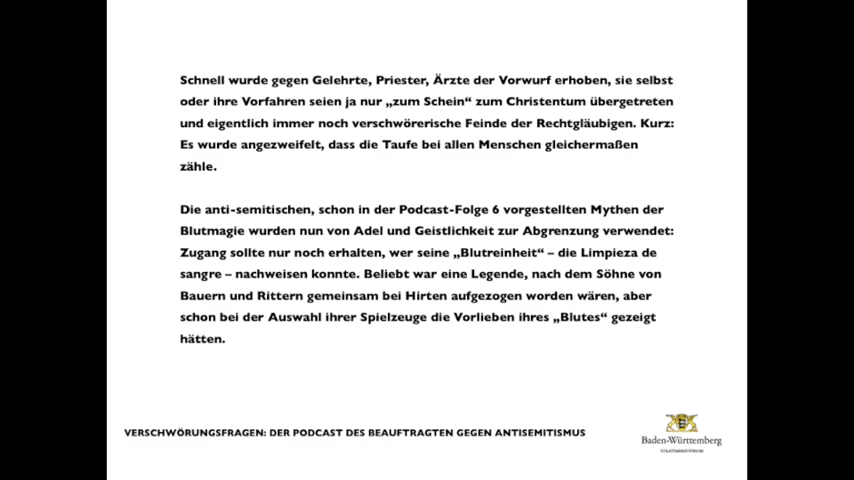 Schnell wurde gegen Gelehrte, Priester, Ärzte der Vorwurf erhoben, sie selbst
oder ihre Vorfahren seien ja nur „zum Schein“ zum Christentum übergetreten
und eigentlich immer noch verschwörerische Feinde der Rechtgläubigen. Kurz:
Es wurde angezweifelt, dass die Taufe bei allen Menschen gleichermaßen
zähle.
Die anti-semitischen, schon in der Podcast-Folge 6 vorgestellten Mythen der
Blutmagie wurden nun von Adel und Geistlichkeit zur Abgrenzung verwendet:
Zugang sollte nur noch erhalten, wer seine „Blutreinheit“ – die Limpieza de
sangre – nachweisen konnte. Beliebt war eine Legende, nach dem Söhne von
Bauern und Rittern gemeinsam bei Hirten aufgezogen worden wären, aber
schon bei der Auswahl ihrer Spielzeuge die Vorlieben ihres „Blutes“ gezeigt
hätten.
VERSCHWÖRUNGSFRAGEN: DER PODCAST DES BEAUFTRAGTEN GEGEN ANTISEMITISMUS
Baden-Württemberg
STAATSMINISTERIUM